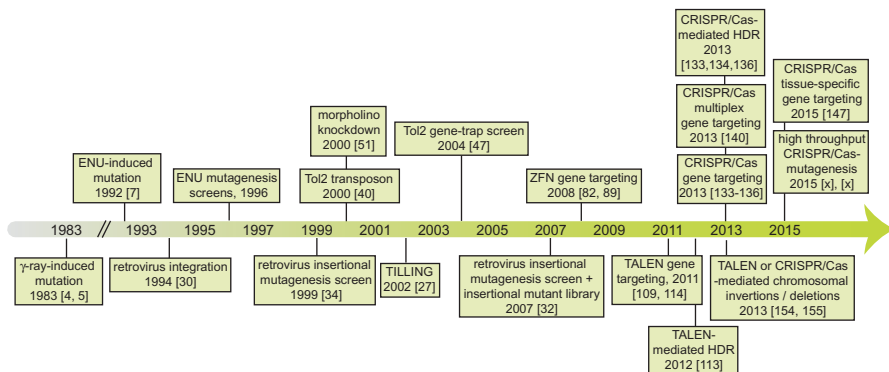 CRISPR/Cas-
mediated HDR
2013
[133,134,136]
CRISPR/Cas
multiplex
gene targeting
2013 [140]
CRISPR/Cas
gene targeting
2013 [133-136]
CRISPR/Cas
tissue-specific
gene targeting
2015 [147]
high throughput
CRISPR/Cas-
mutagenesis
2015 [x], [x]
morpholino
knockdown
2000 [51]
Tol2 transposon
2000 [40]
Tol2 gene-trap screen
2004 [47]
ENU-induced
mutation
1992 [7]
ENU mutagenesis
screens, 1996
ZFN gene targeting
2008 [82, 89]
1983 // 1993 1995 1997 1999 2001 2003 2005 2007 2009 2011 2013 2015
γ-ray-induced
mutation
1983 [4, 5]
retrovirus integration
1994 [30]
retrovirus insertional
mutagenesis screen
1999 [34]
TILLING
2002 [27]
retrovirus insertional
mutagenesis screen +
insertional mutant library
2007 [32]
TALEN gene
targeting, 2011
[109, 114]
TALEN-
mediated HDR
2012 [113]
TALEN or CRISPR/Cas
-mediated chromosomal
invertions / deletions
2013 [154, 155]